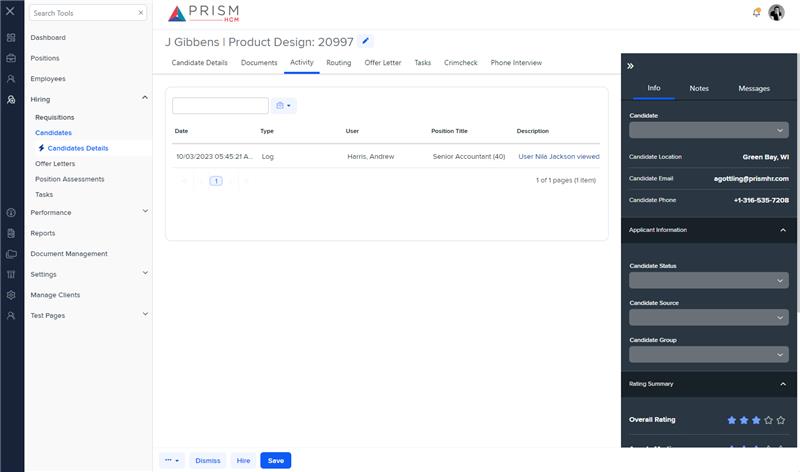 Search Tools
PRISM
HCM
Dashboard
Positions
Employees
Hiring
Requisitions
Candidates
Candidates Details
Offer Letters
Position Assessments
Tasks
Performance
Reports
Document Management
Settings
Manage Clients
Test Pages
J Gibbens | Product Design: 20997
Candidate Details Documents Activity Routing Offer Letter Tasks Crimcheck Phone Interview
Date Type User Position Title Description
10/03/2023 05:45:21 A... Log Harris, Andrew Senior Accountant (40) User Nila Jackson viewed
1
1 of 1 pages (1 item)
Info Notes Messages
Candidate
Candidate Location Green Bay, WI
Candidate Email agottling@prismhr.com
Candidate Phone +1-316-535-7208
Applicant Information
Candidate Status
Candidate Source
Candidate Group
Rating Summary
Overall Rating
Dismiss Hire Save